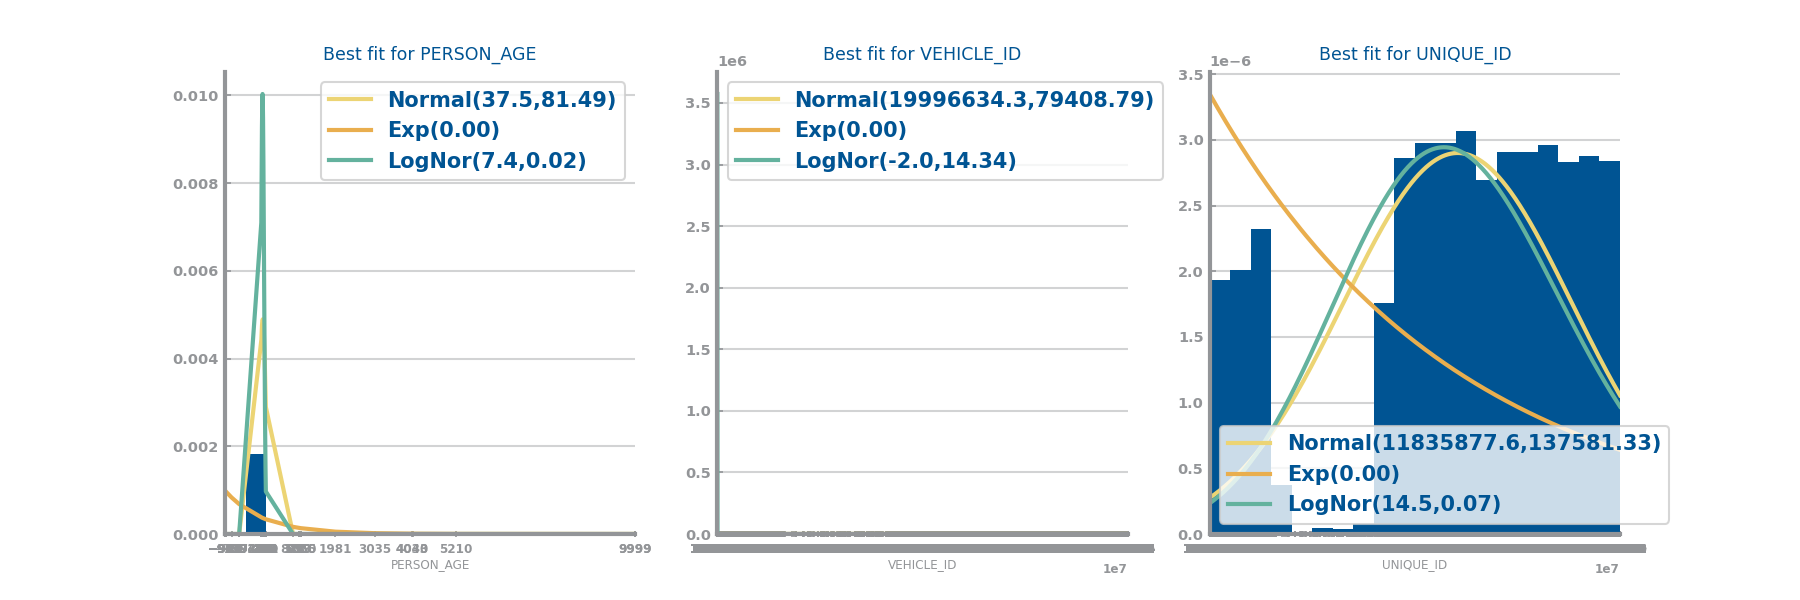 Best fit for PERSON_AGE
0.010
0.008
0.006
0.004
0.002
0.000
Normal(37.5,81.49)
Exp(0.00)
LogNor(7.4,0.02)
1981 3035 5210 9999
PERSON_AGE
Best fit for VEHICLE_ID
1e6
3.5
3.0
2.5
2.0
1.5
1.0
0.5
0.0
Normal(19996634.3,79408.79)
Exp(0.00)
LogNor(-2.0,14.34)
VEHICLE_ID
1e7
Best fit for UNIQUE_ID
1e−6
3.5
3.0
2.5
2.0
1.5
1.0
0.5
0.0
Normal(11835877.6,137581.33)
Exp(0.00)
LogNor(14.5,0.07)
UNIQUE_ID
1e7